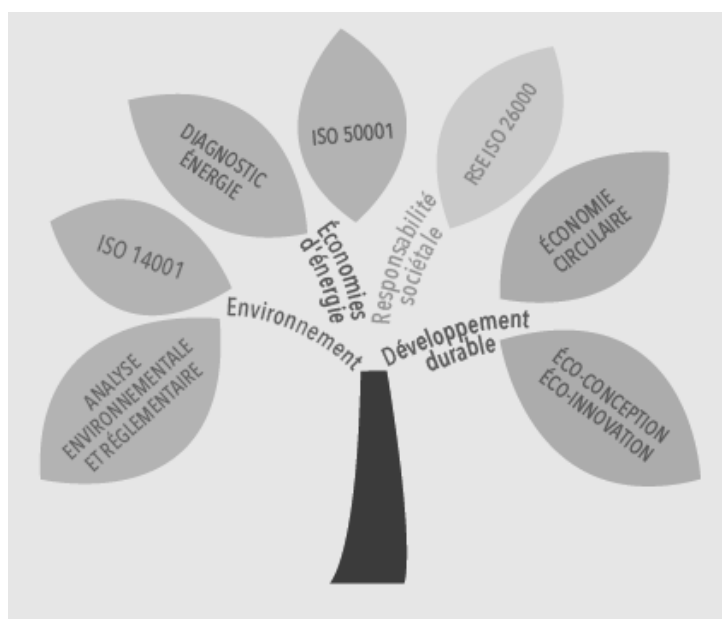 ISO 50001
RSE ISO 26000
DIAGNOSTIC
ÉNERGIE
ÉCONOMIE
CIRCULAIRE
ISO 14001
Économies
d'énergie
Responsabilité
sociétale
Environnement
Développement
durable
ANALYSE
ENVIRONNEMENTALE
ET RÉGLEMENTAIRE
ÉCO-CONCEPTION
ÉCO-INNOVATION